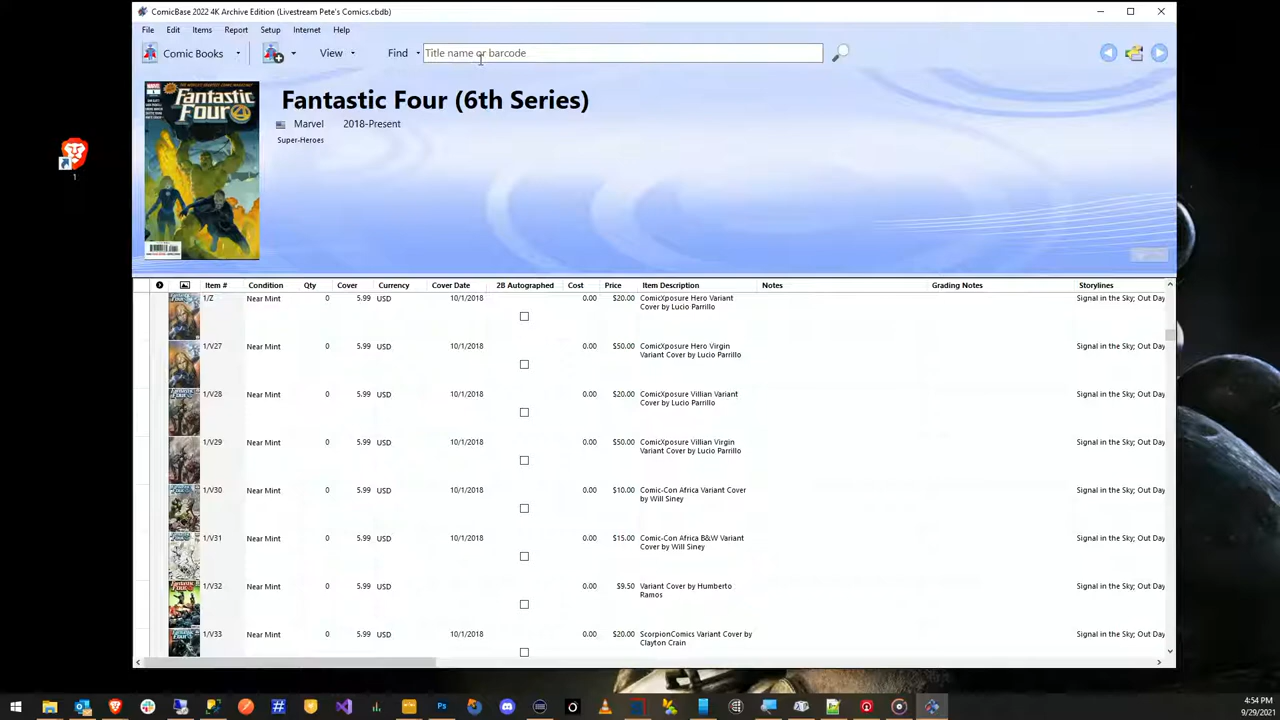 ComicBase 2022 4K Archive Edition (Livestream Pete's Comics.cbdb)
File Edit Items Report Setup Internet Help
Comic Books View Find Title name or barcode
Fantastic Four (6th Series)
Marvel 2018-Present
Super-Heroes
Fantastic Four
1
Item # Condition Qty Cover Currency Cover Date 2B Autographed Cost Price Item Description Notes Grading Notes Storylines
1/Z Near Mint 0 5.99 USD 10/1/2018 0.00 $20.00 ComicXposure Hero Variant Signal in the Sky; Out Day
Cover by Lucio Parrillo
1/V27 Near Mint 0 5.99 USD 10/1/2018 0.00 $50.00 ComicXposure Hero Virgin Signal in the Sky; Out Day
Variant Cover by Lucio Parrillo
1/V28 Near Mint 0 5.99 USD 10/1/2018 0.00 $20.00 ComicXposure Villian Variant Signal in the Sky; Out Day
Cover by Lucio Parrillo
1/V29 Near Mint 0 5.99 USD 10/1/2018 0.00 $50.00 ComicXposure Villian Virgin Signal in the Sky; Out Day
Variant Cover by Lucio Parrillo
1/V30 Near Mint 0 5.99 USD 10/1/2018 0.00 $10.00 Comic-Con Africa Variant Cover Signal in the Sky; Out Day
by Will Siney
1/V31 Near Mint 0 5.99 USD 10/1/2018 0.00 $15.00 Comic-Con Africa B&W Variant Signal in the Sky; Out Day
Cover by Will Siney
1/V32 Near Mint 0 5.99 USD 10/1/2018 0.00 $9.50 Variant Cover by Humberto Signal in the Sky; Out Day
Ramos
1/V33 Near Mint 0 5.99 USD 10/1/2018 0.00 $20.00 ScorpionComics Variant Cover by Signal in the Sky; Out Day
Clayton Crain
4:54 PM
9/29/2021